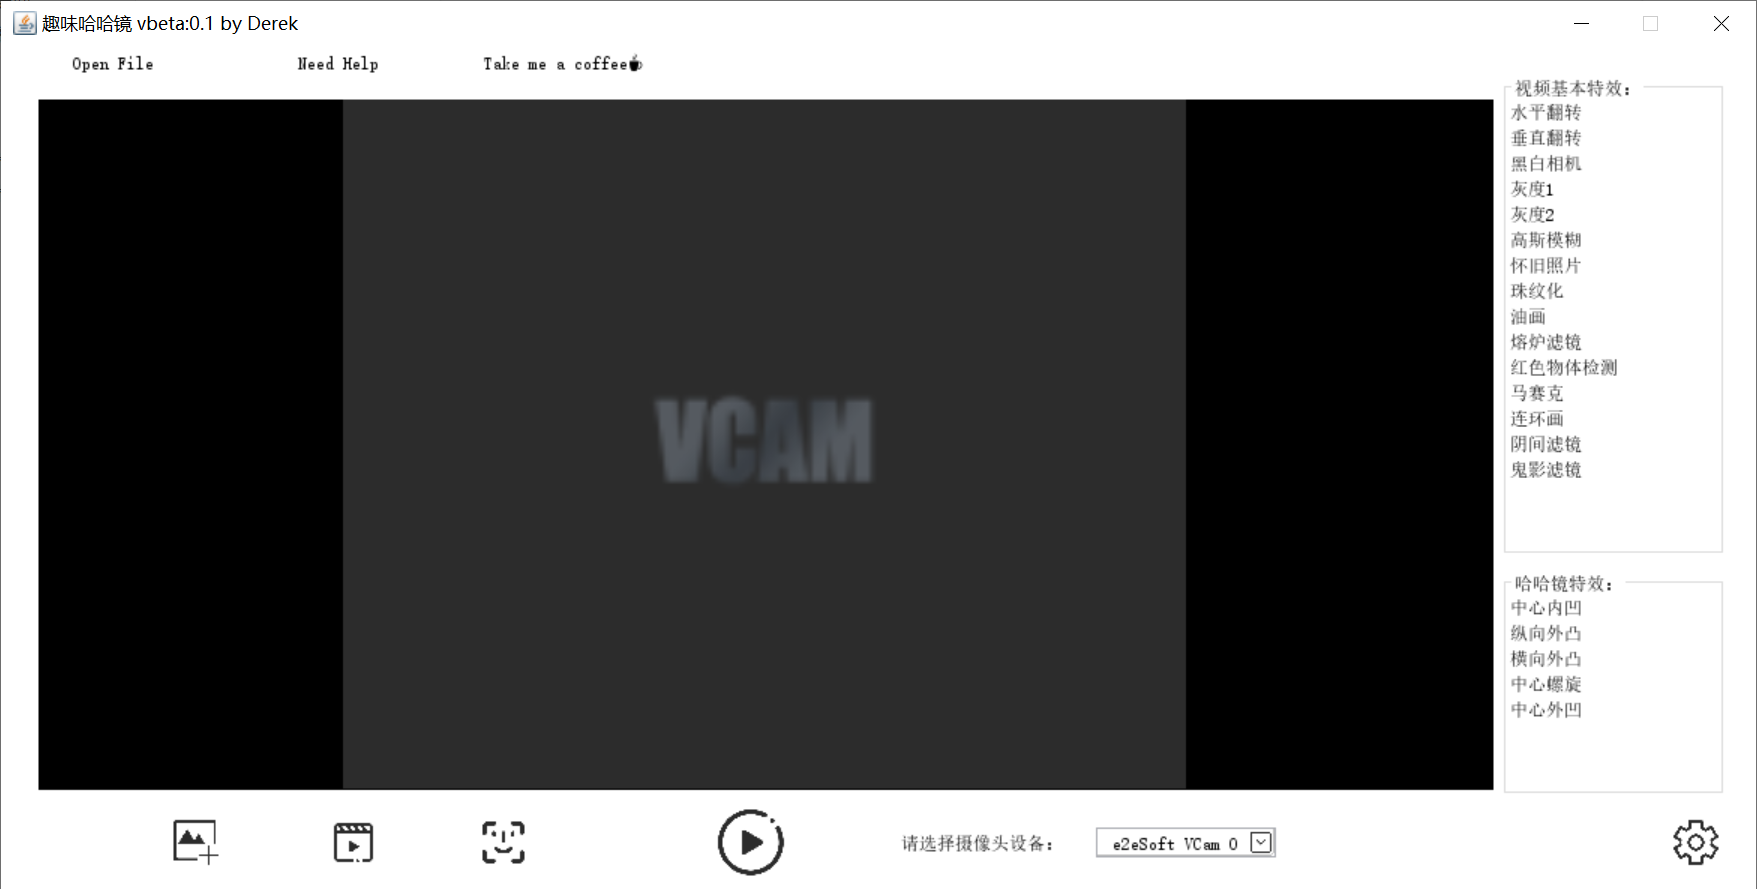 趣味哈哈镜 vbeta:0.1 by Derek
Open File
Need Help
Take me a coffee
VCAM
视频基本特效：
水平翻转
垂直翻转
黑白相机
灰度1
灰度2
高斯模糊
怀旧照片
珠纹化
油画
熔炉滤镜
红色物体检测
马赛克
连环画
阴间滤镜
鬼影滤镜
哈哈镜特效：
中心内凹
纵向外凸
横向外凸
中心螺旋
中心外凹
请选择摄像头设备：
e2eSoft VCam 0